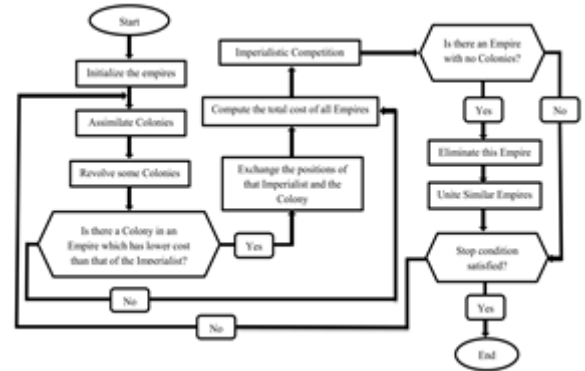 Start
Initialize the empires
Assimilate Colonies
Revolve some Colonies
Is there a Colony in an
Empire which has lower cost
than that of the Imperialist?
Yes
No
Exchange the positions of
that Imperialist and the
Colony
Compute the total cost of all Empires
Imperialistic Competition
Is there an Empire
with no Colonies?
Yes
No
Eliminate this Empire
Unite Similar Empires
Stop condition
satisfied?
No
Yes
End